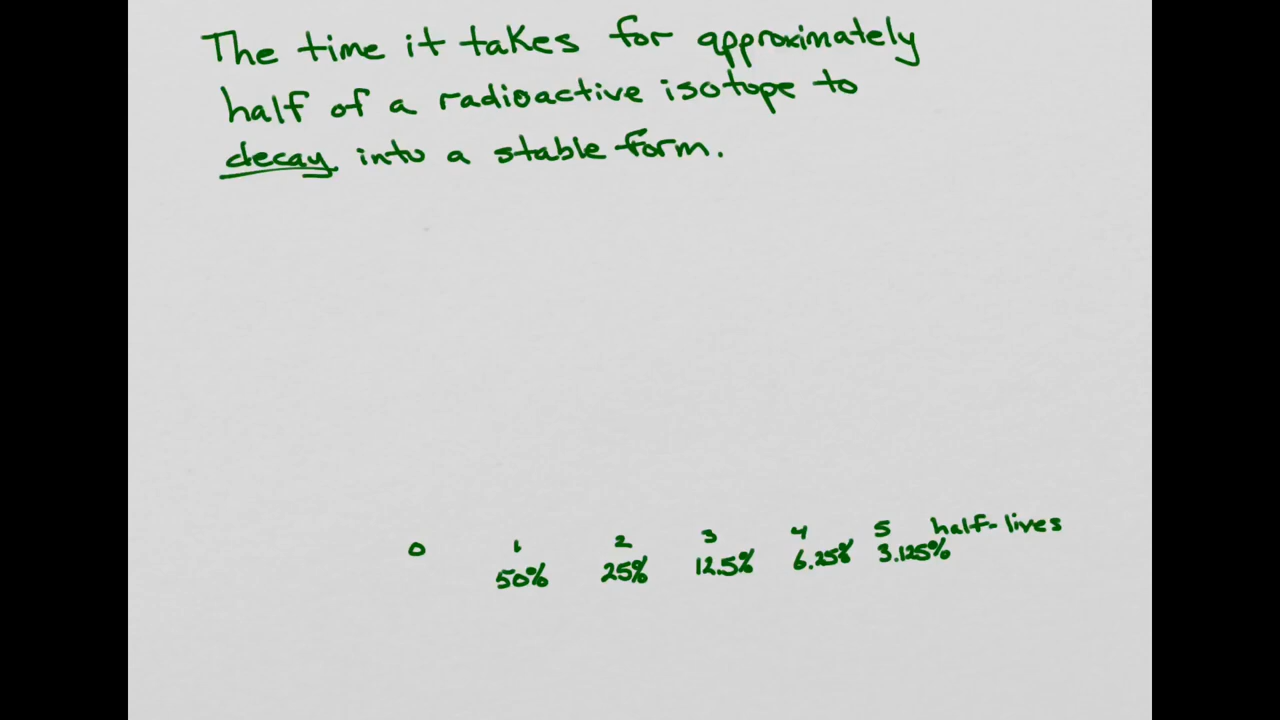 The time it takes for approximately
half of a radioactive isotope to
decay into a stable form.
0 1 2 3 4 5 half-lives
50% 25% 12.5% 6.25% 3.125%